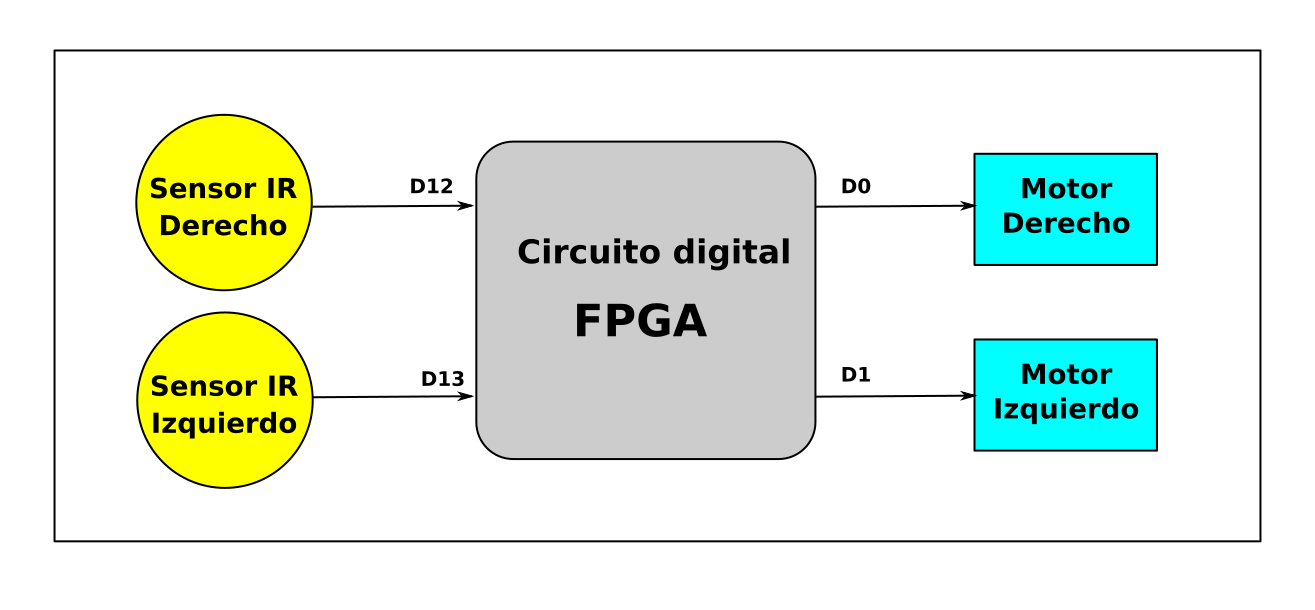 Sensor IR
Derecho
D12
Circuito digital
FPGA
D0
Motor
Derecho
Sensor IR
Izquierdo
D13
D1
Motor
Izquierdo